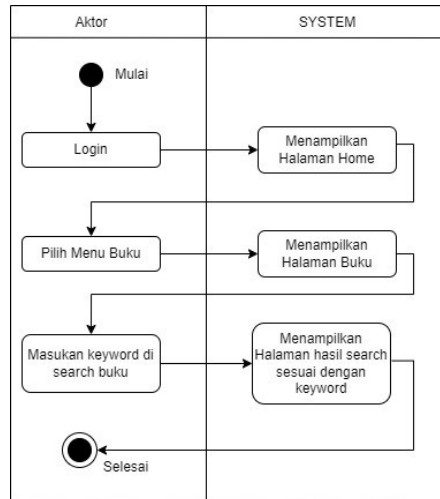 Aktor
SYSTEM
Mulai
Login
Menampilkan
Halaman Home
Pilih Menu Buku
Menampilkan
Halaman Buku
Masukan keyword di
search buku
Menampilkan
Halaman hasil search
sesuai dengan
keyword
Selesai